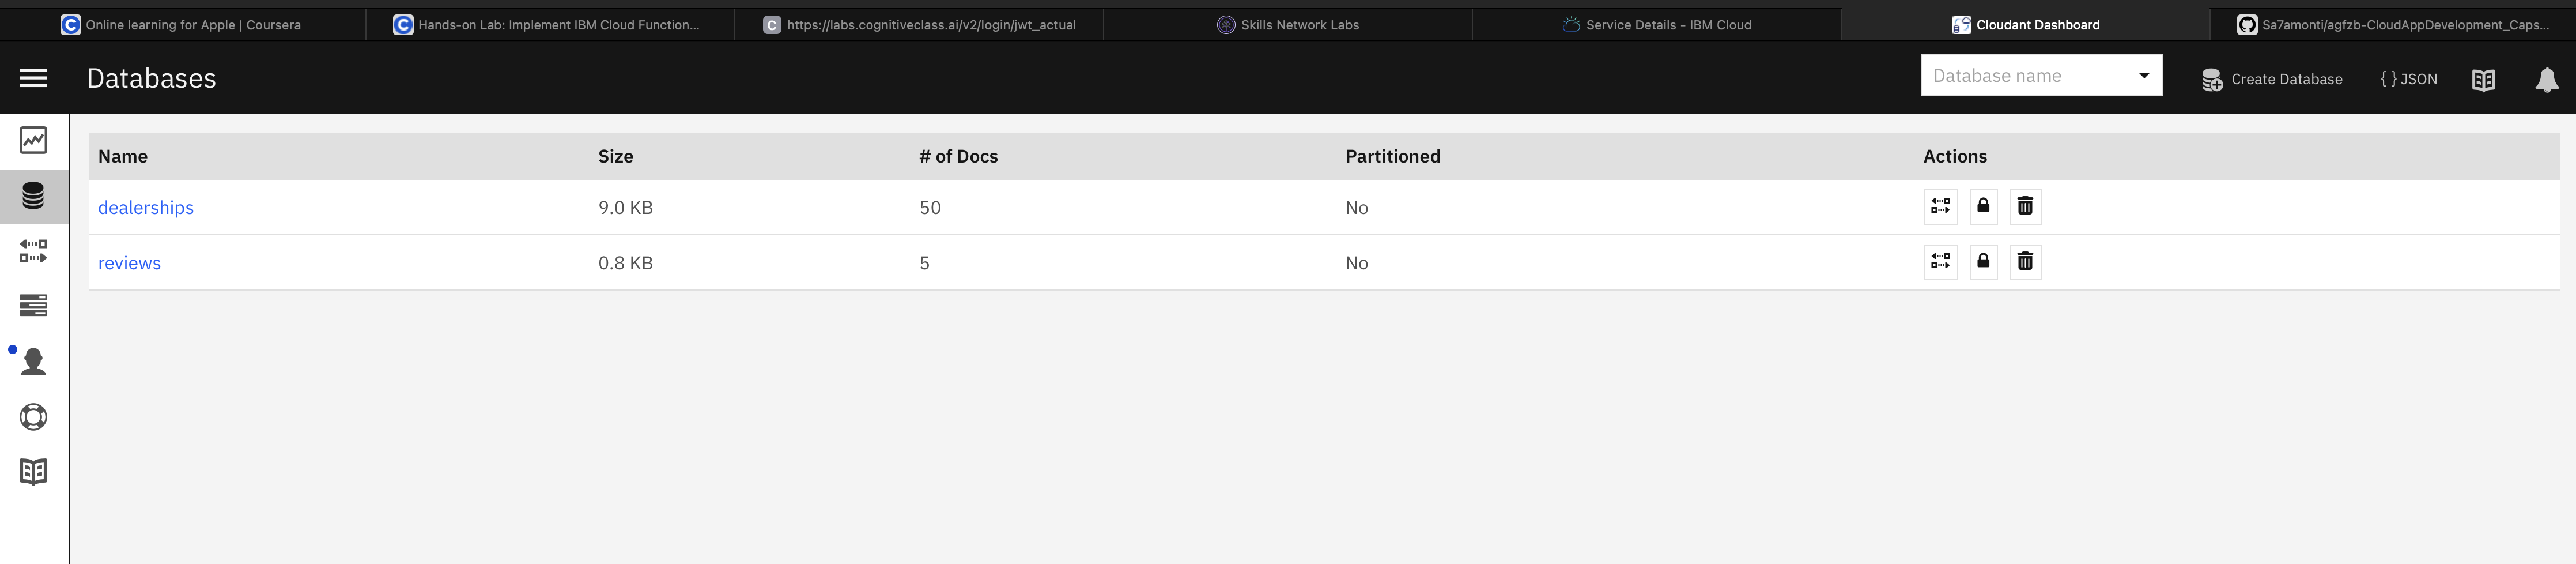 Online learning for Apple | Coursera
Hands-on Lab: Implement IBM Cloud Function...
https://labs.cognitiveclass.ai/v2/login/jwt_actual
Skills Network Labs
Service Details - IBM Cloud
Cloudant Dashboard
Sa7amonti/agfzb-CloudAppDevelopment_Caps...
Databases
Database name
Create Database
{ } JSON
Name Size # of Docs Partitioned Actions
dealerships 9.0 KB 50 No
reviews 0.8 KB 5 No